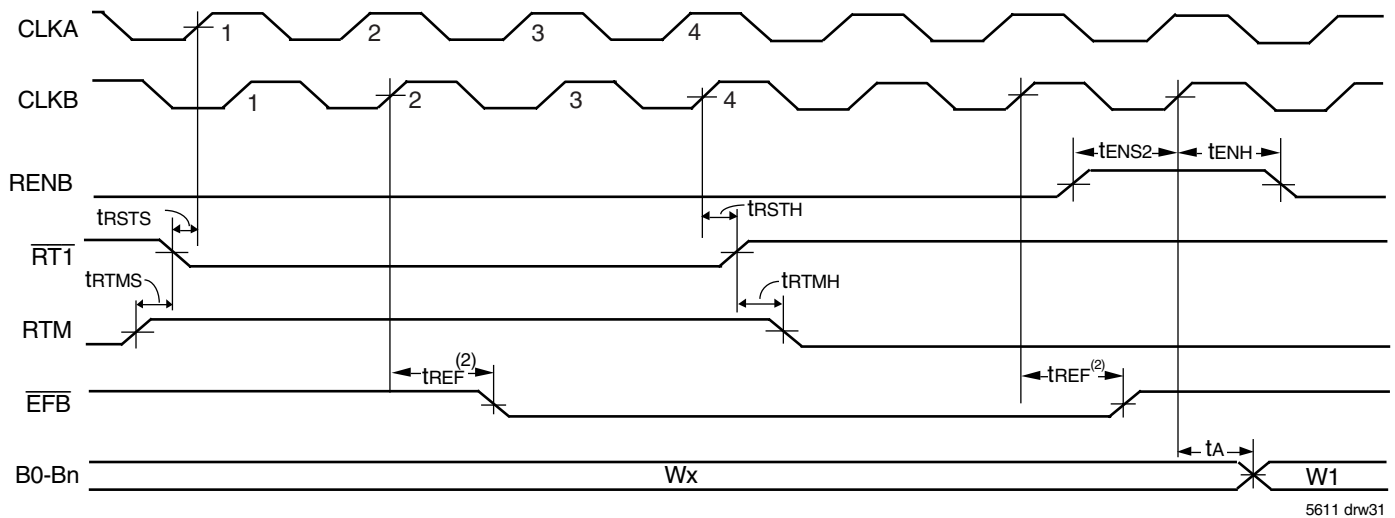 CLKA 1 2 3 4
CLKB 1 2 3 4
tENS2 tENH
RENB
tRSTS tRSTH
RT1
tRTMS tRTMH
RTM
tREF(2) tREF(2)
EFB
tA
B0-Bn Wx W1
5611 drw31